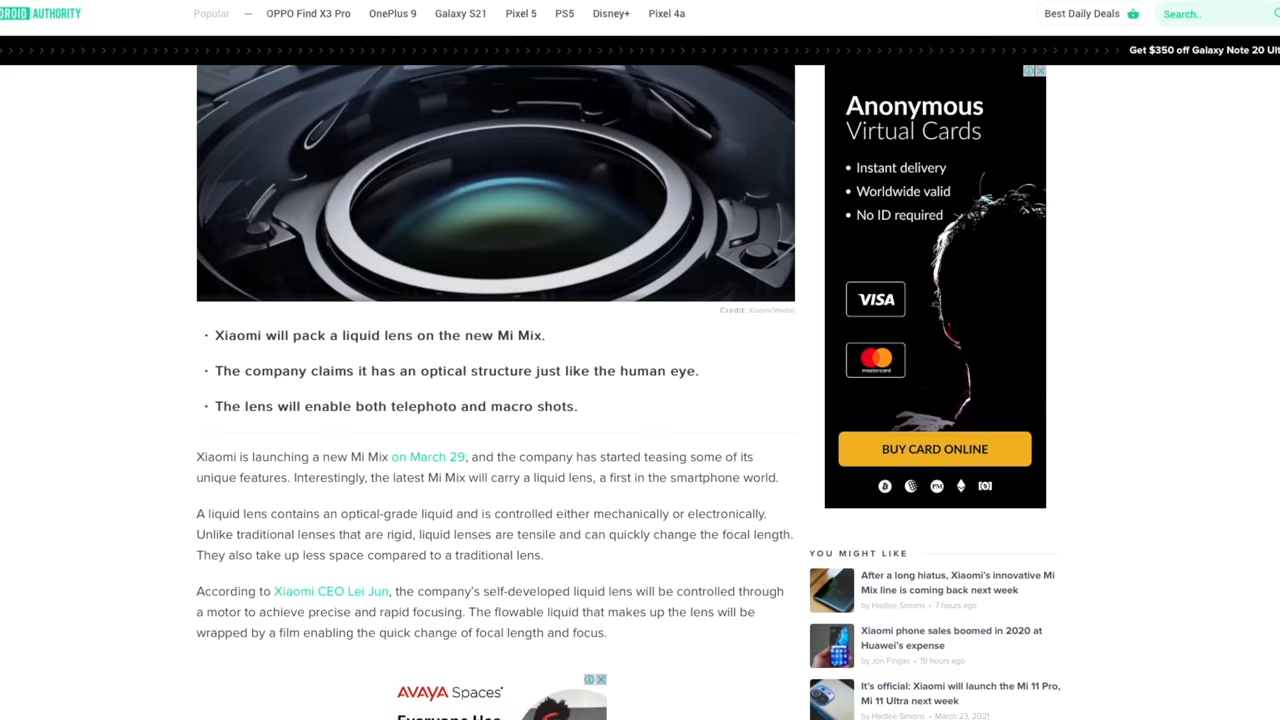 DROID AUTHORITY
Popular — OPPO Find X3 Pro OnePlus 9 Galaxy S21 Pixel 5 PS5 Disney+ Pixel 4a
Best Daily Deals
Search..
Get $350 off Galaxy Note 20 Ult
Credit: Xiaomi/Weibo
· Xiaomi will pack a liquid lens on the new Mi Mix.
· The company claims it has an optical structure just like the human eye.
· The lens will enable both telephoto and macro shots.
Xiaomi is launching a new Mi Mix on March 29, and the company has started teasing some of its
unique features. Interestingly, the latest Mi Mix will carry a liquid lens, a first in the smartphone world.
A liquid lens contains an optical-grade liquid and is controlled either mechanically or electronically.
Unlike traditional lenses that are rigid, liquid lenses are tensile and can quickly change the focal length.
They also take up less space compared to a traditional lens.
According to Xiaomi CEO Lei Jun, the company's self-developed liquid lens will be controlled through
a motor to achieve precise and rapid focusing. The flowable liquid that makes up the lens will be
wrapped by a film enabling the quick change of focal length and focus.
AVAYA Spaces
Everyone Has
Anonymous
Virtual Cards
• Instant delivery
• Worldwide valid
• No ID required
VISA
mastercard
BUY CARD ONLINE
PM
YOU MIGHT LIKE
After a long hiatus, Xiaomi's innovative Mi
Mix line is coming back next week
by Hadlee Simons • 7 hours ago
Xiaomi phone sales boomed in 2020 at
Huawei's expense
by Jon Fingas • 19 hours ago
It's official: Xiaomi will launch the Mi 11 Pro,
Mi 11 Ultra next week
by Hadlee Simons • March 23, 2021